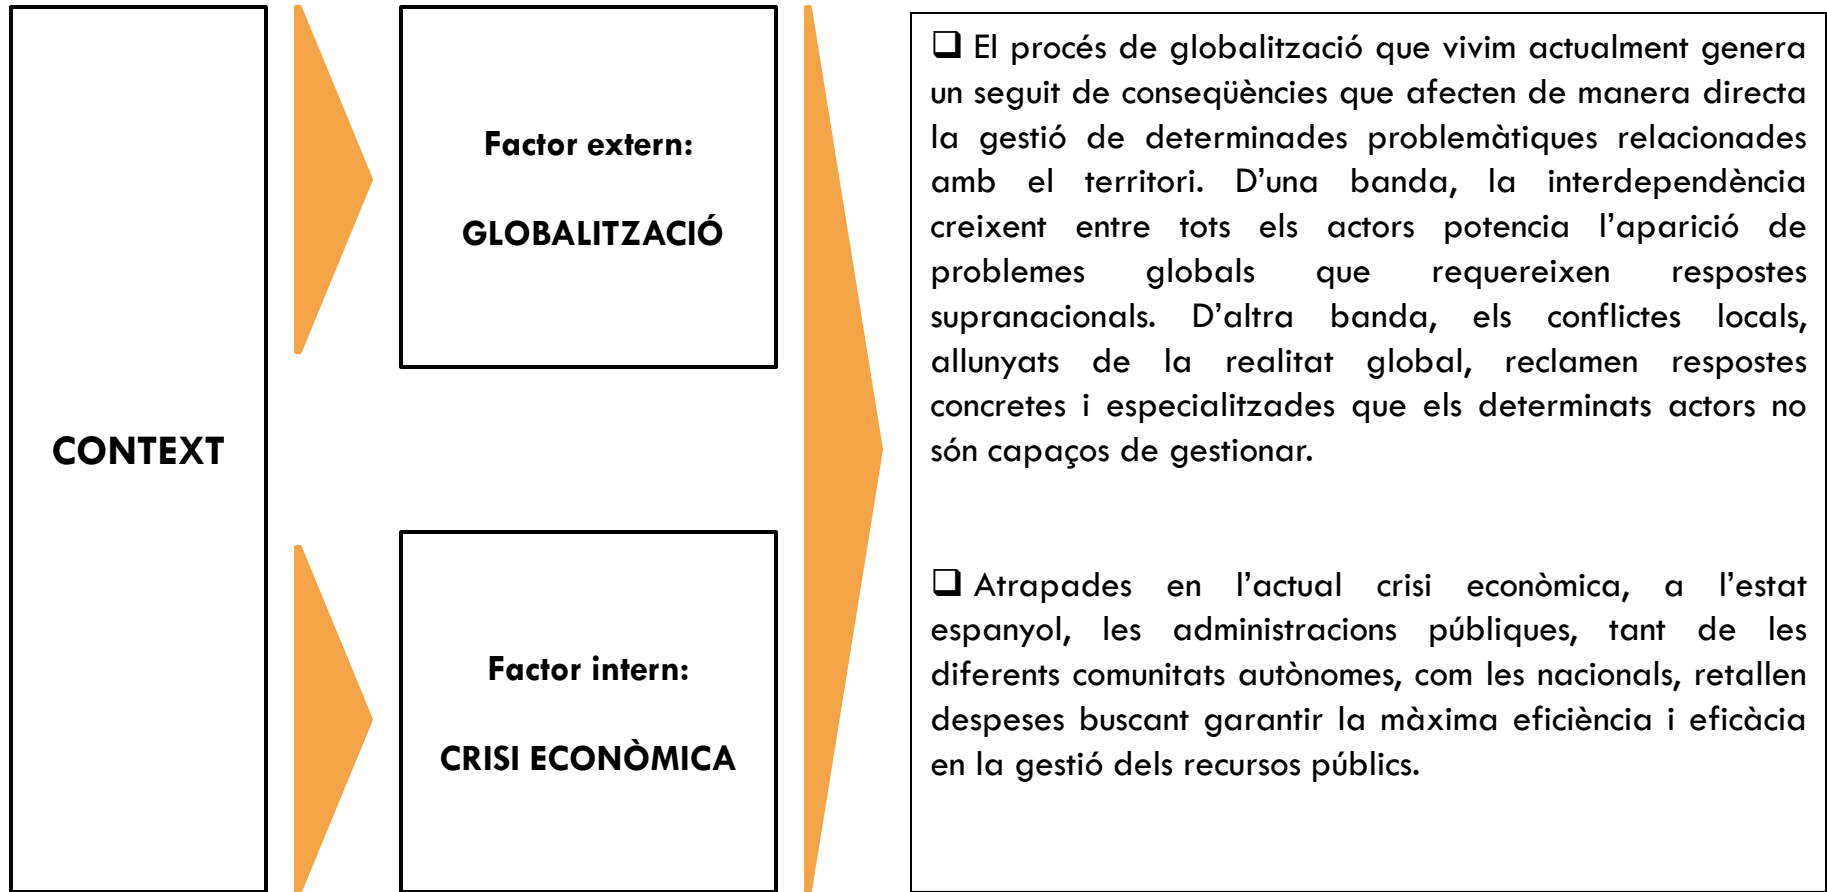 CONTEXT
Factor extern:
GLOBALITZACIÓ
Factor intern:
CRISI ECONÒMICA
❑ El procés de globalització que vivim actualment genera
un seguit de conseqüències que afecten de manera directa
la gestió de determinades problemàtiques relacionades
amb el territori. D’una banda, la interdependència
creixent entre tots els actors potencia l’aparició de
problemes globals que requereixen respostes
supranacionals. D’altra banda, els conflictes locals,
allunyats de la realitat global, reclamen respostes
concretes i especialitzades que els determinats actors no
són capaços de gestionar.
❑ Atrapades en l’actual crisi econòmica, a l’estat
espanyol, les administracions públiques, tant de les
diferents comunitats autònomes, com les nacionals, retallen
despeses buscant garantir la màxima eficiència i eficàcia
en la gestió dels recursos públics.